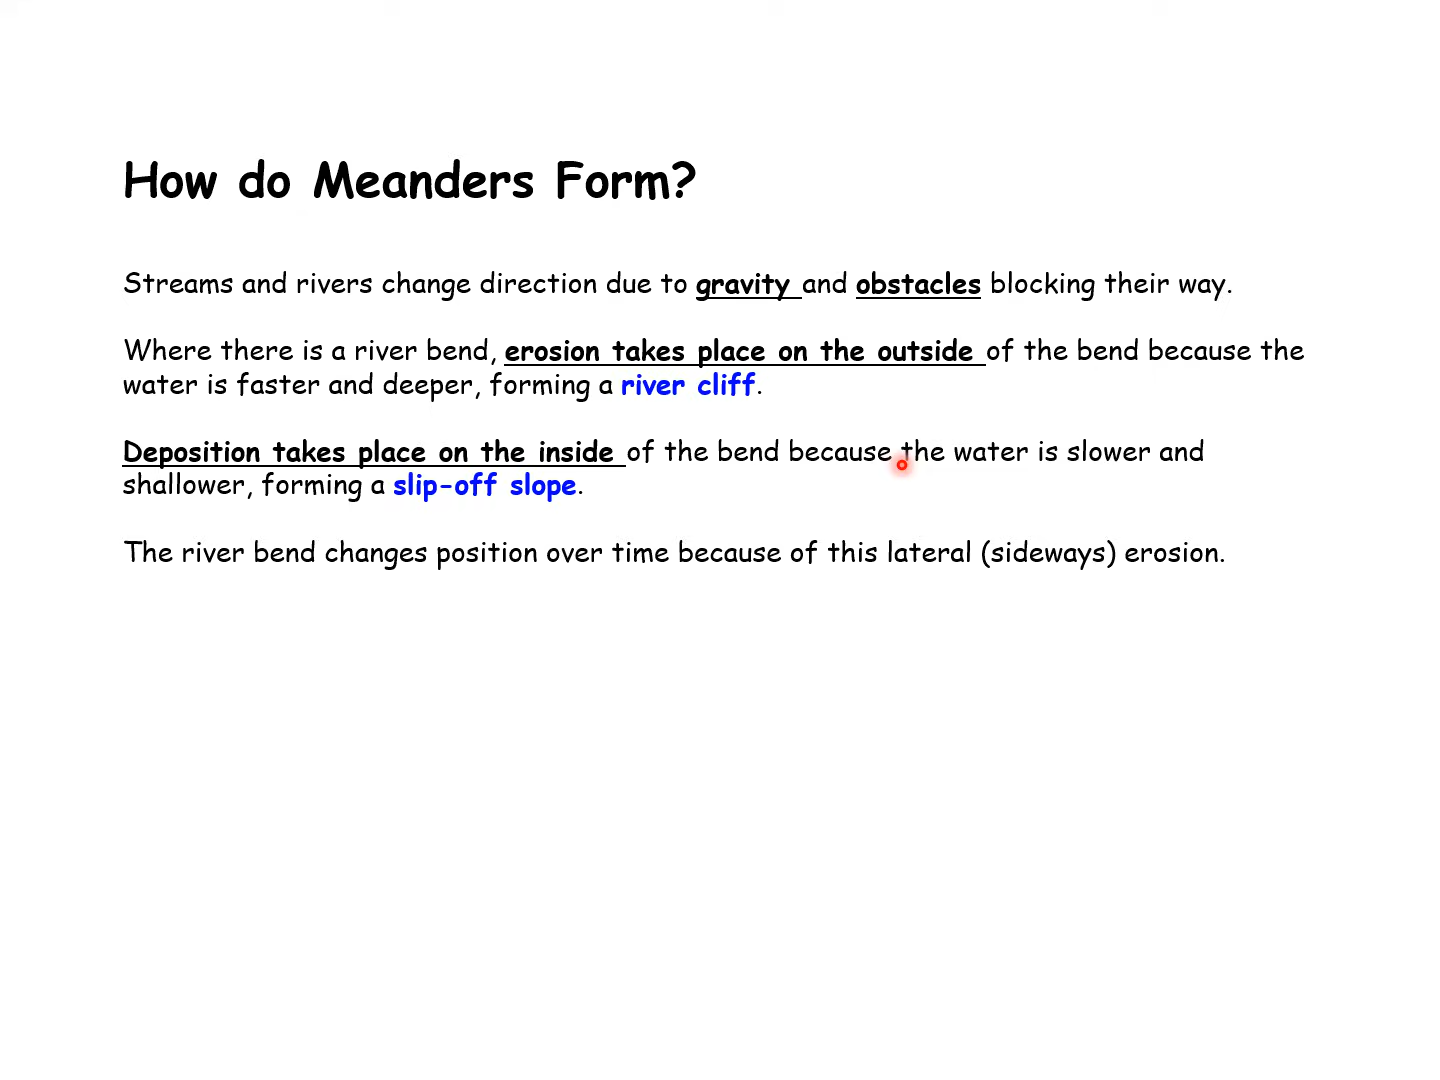 How do Meanders Form?
Streams and rivers change direction due to gravity and obstacles blocking their way.
Where there is a river bend, erosion takes place on the outside of the bend because the
water is faster and deeper, forming a river cliff.
Deposition takes place on the inside of the bend because the water is slower and
shallower, forming a slip-off slope.
The river bend changes position over time because of this lateral (sideways) erosion.